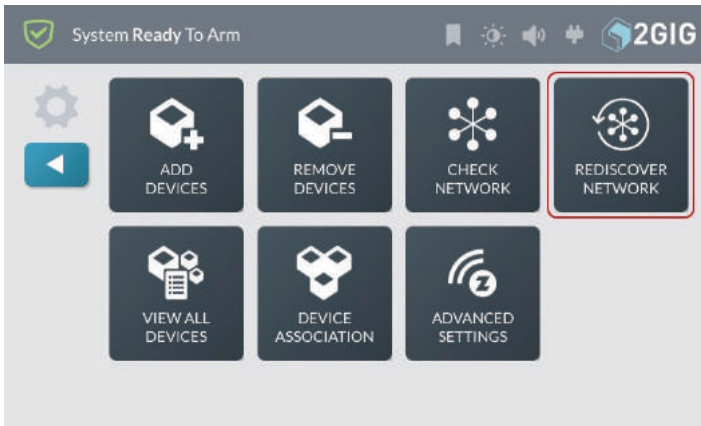 System Ready To Arm
2GIG
ADD
DEVICES
REMOVE
DEVICES
CHECK
NETWORK
REDISCOVER
NETWORK
VIEW ALL
DEVICES
DEVICE
ASSOCIATION
Z
ADVANCED
SETTINGS